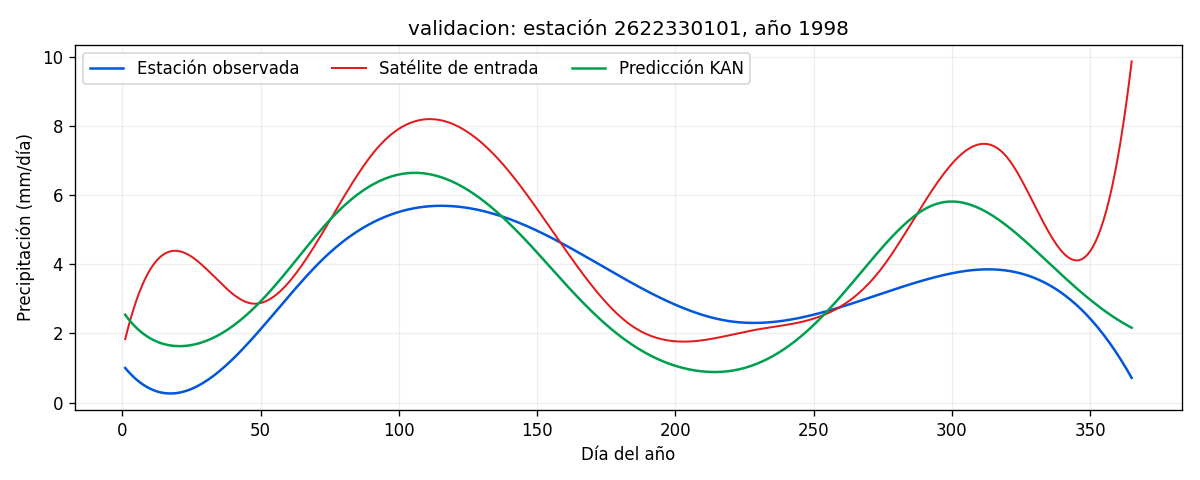 validacion: estación 2622330101, año 1998
Estación observada
Satélite de entrada
Predicción KAN
Precipitación (mm/día)
10
8
6
4
2
0
0
50
100
150
200
250
300
350
Día del año